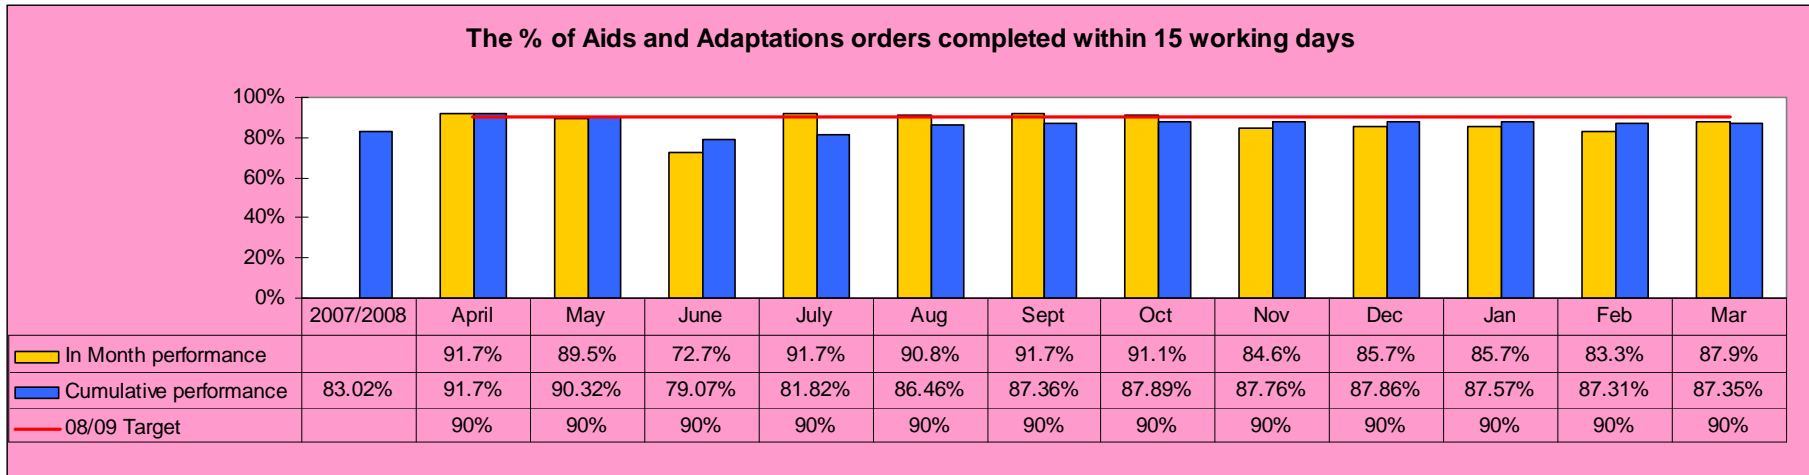 The % of Aids and Adaptations orders completed within 15 working days
100%
80%
60%
40%
20%
0%
2007/2008 April May June July Aug Sept Oct Nov Dec Jan Feb Mar
In Month performance 91.7% 89.5% 72.7% 91.7% 90.8% 91.7% 91.1% 84.6% 85.7% 85.7% 83.3% 87.9%
Cumulative performance 83.02% 91.7% 90.32% 79.07% 81.82% 86.46% 87.36% 87.89% 87.76% 87.86% 87.57% 87.31% 87.35%
08/09 Target 90% 90% 90% 90% 90% 90% 90% 90% 90% 90% 90% 90%